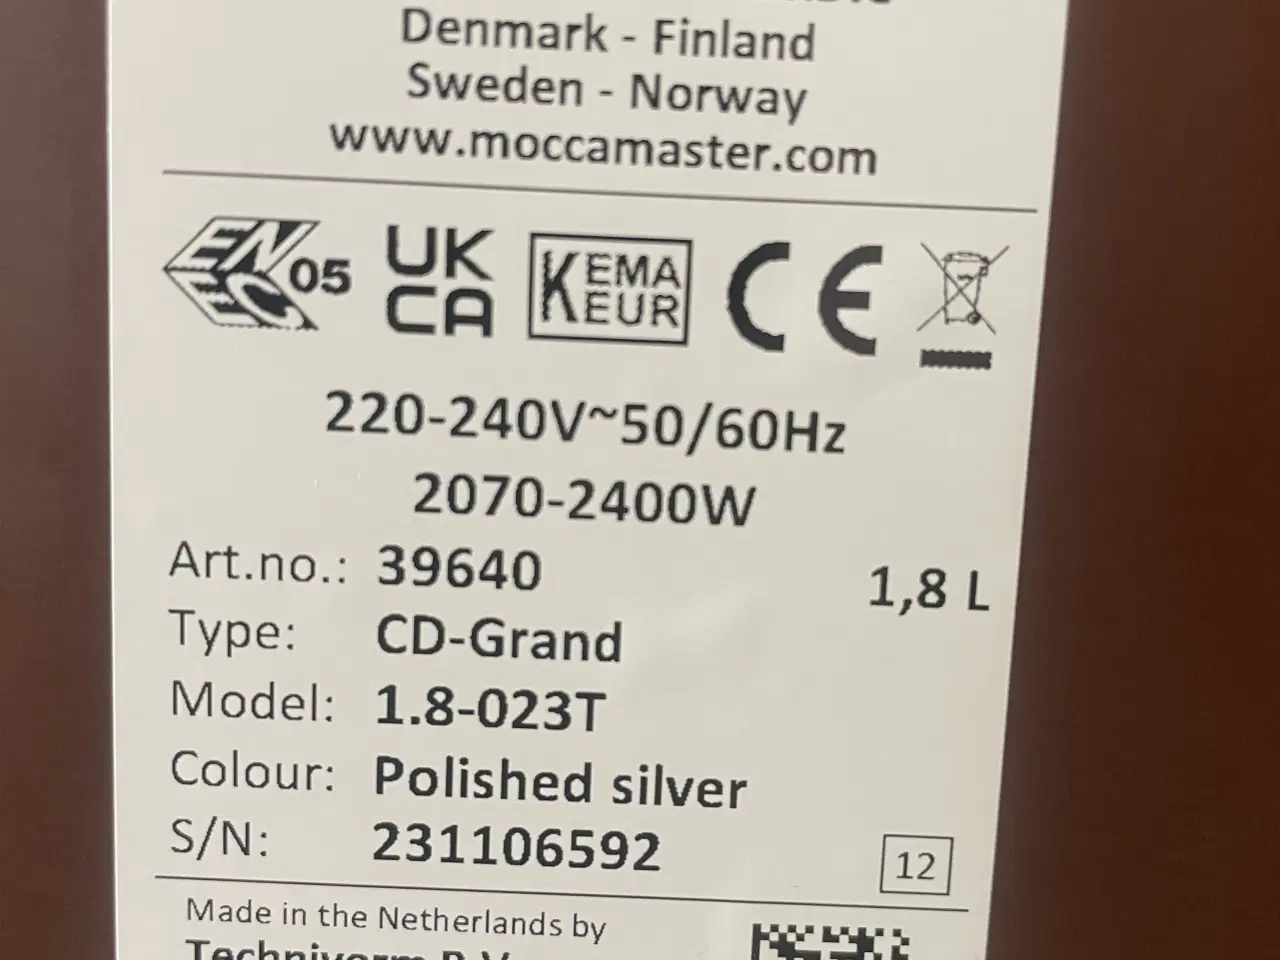 Denmark - Finland
Sweden - Norway
www.moccamaster.com
ENEC 05 UK CA KEMA KEUR CE
220-240V~50/60Hz
2070-2400W
Art.no.: 39640 1,8 L
Type: CD-Grand
Model: 1.8-023T
Colour: Polished silver
S/N: 231106592 12
Made in the Netherlands by
Technivorm B.V.